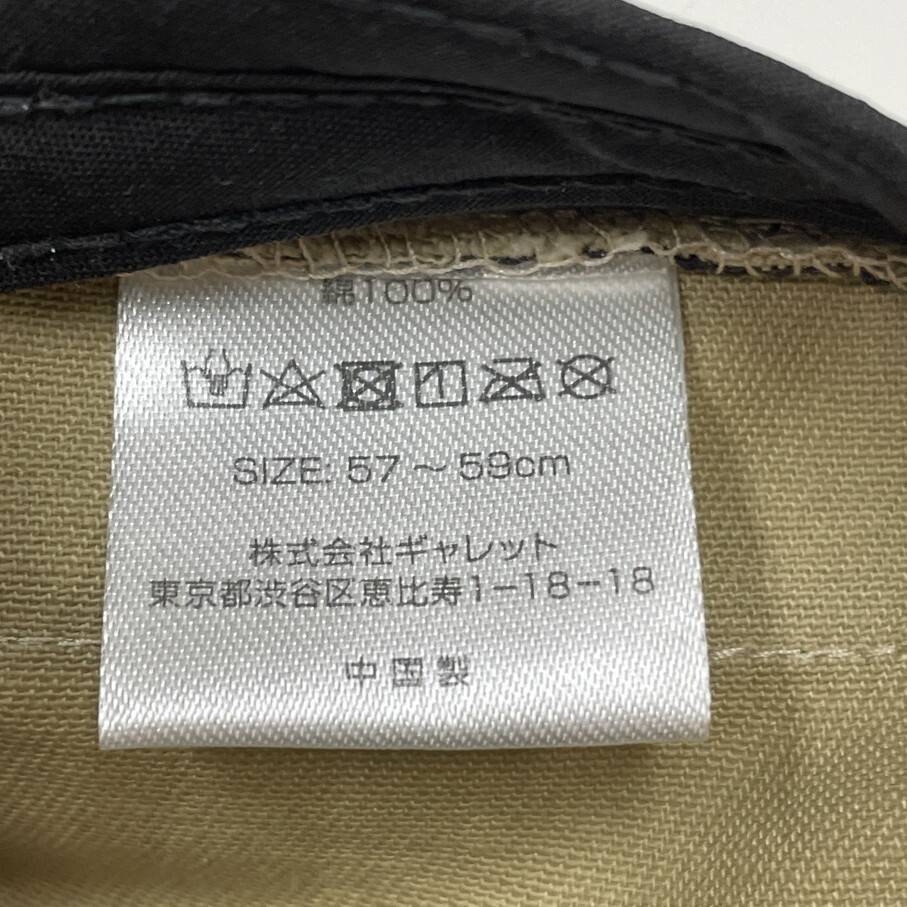 綿100%
SIZE: 57～59cm
株式会社ギャレット
東京都渋谷区恵比寿1-18-18
中国製